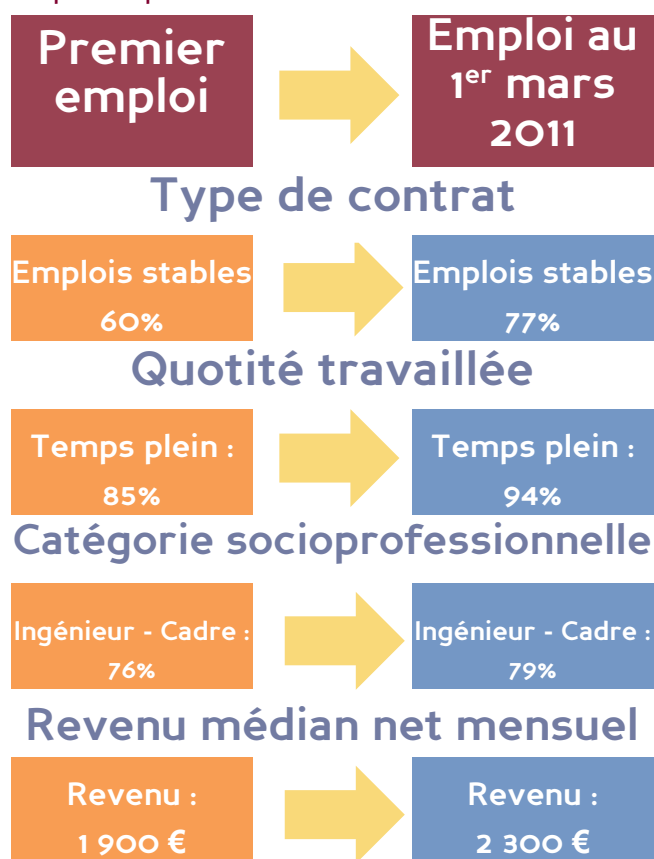 Premier
emploi
Emploi au
1er mars
2011
Type de contrat
Emplois stables
60%
Emplois stables
77%
Quotité travaillée
Temps plein :
85%
Temps plein :
94%
Catégorie socioprofessionnelle
Ingénieur - Cadre :
76%
Ingénieur - Cadre :
79%
Revenu médian net mensuel
Revenu :
1 900 €
Revenu :
2 300 €